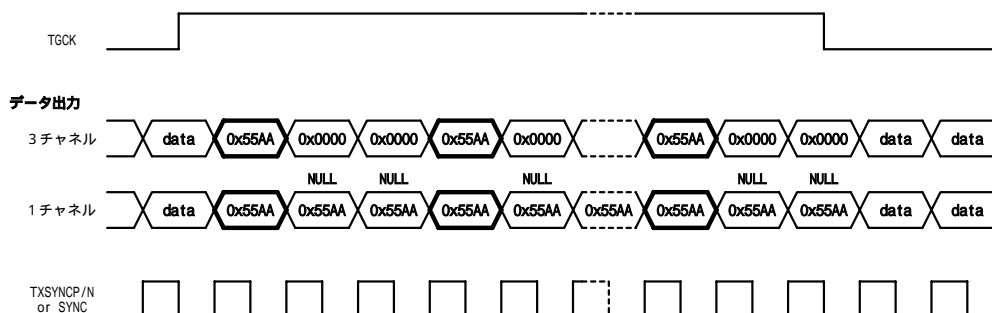 TGCK
データ出力
3チャネル data 0x55AA 0x0000 0x0000 0x55AA 0x0000 0x55AA 0x0000 0x0000 data data
NULL NULL NULL NULL NULL
1チャネル data 0x55AA 0x55AA 0x55AA 0x55AA 0x55AA 0x55AA 0x55AA 0x55AA 0x55AA data data
TXSYNCP/N
or SYNC